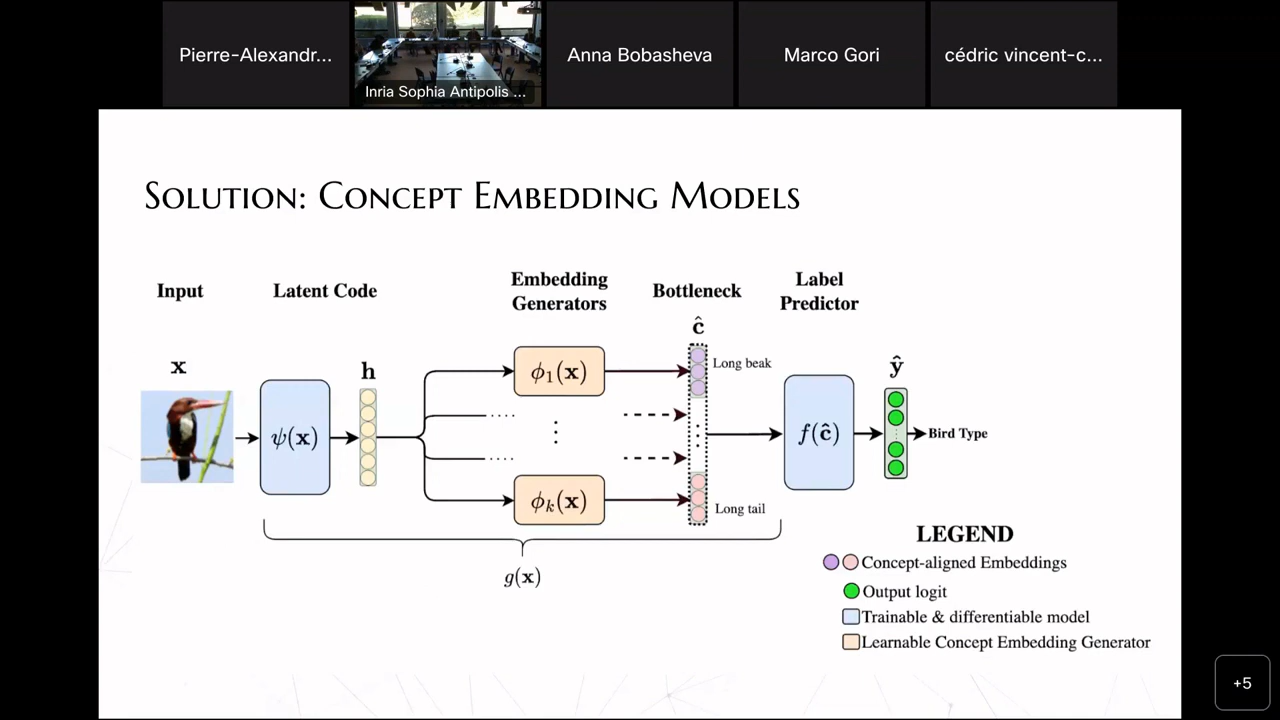 Pierre-Alexandr...
Inria Sophia Antipolis ...
Anna Bobasheva
Marco Gori
cédric vincent-c...
SOLUTION: CONCEPT EMBEDDING MODELS
Input
Latent Code
Embedding
Generators
Bottleneck
Label
Predictor
x
ψ(x)
h
ϕ₁(x)
ϕₖ(x)
ĉ
Long beak
Long tail
f(ĉ)
ŷ
Bird Type
g(x)
LEGEND
Concept-aligned Embeddings
Output logit
Trainable & differentiable model
Learnable Concept Embedding Generator
+5